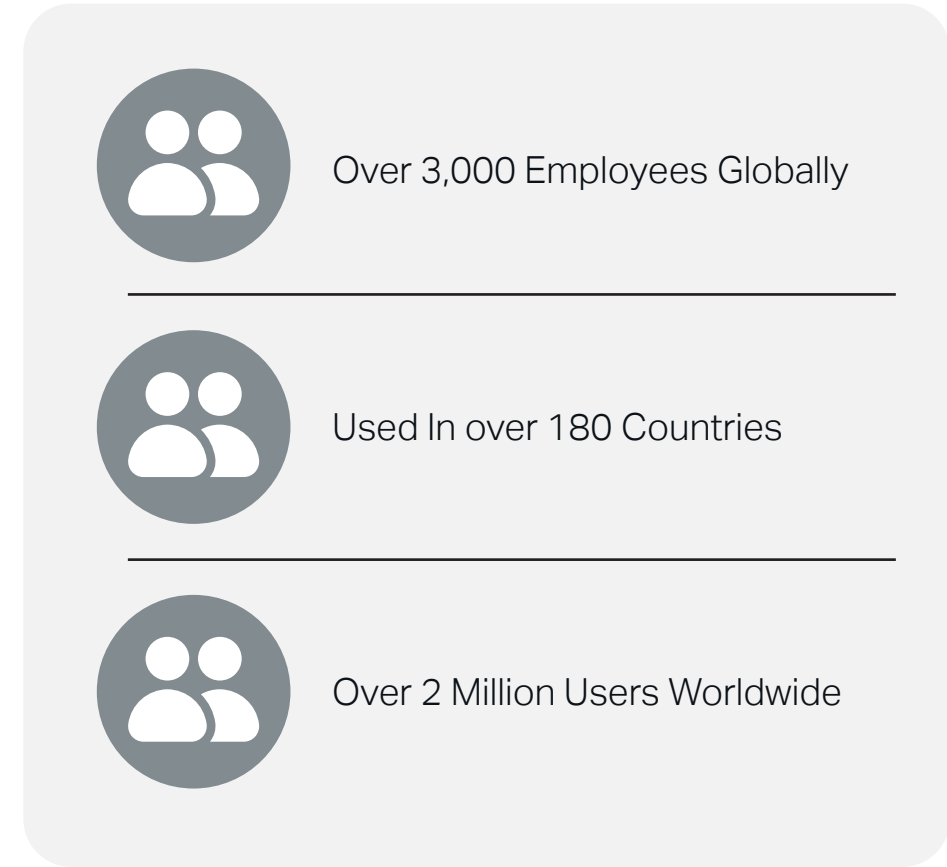 Over 3,000 Employees Globally
Used In over 180 Countries
Over 2 Million Users Worldwide